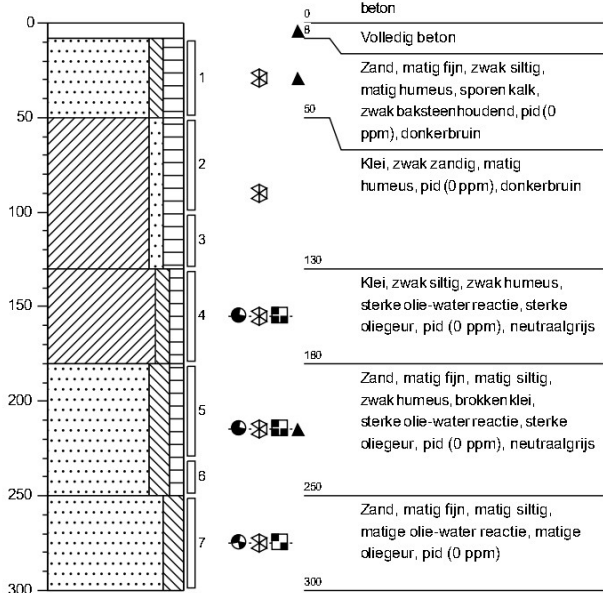 beton
0
0
8
Volledig beton
Zand, matig fijn, zwak siltig,
matig humeus, sporen kalk,
zwak baksteenhoudend, pid (0
ppm), donkerbruin
1
50
50
Klei, zwak zandig, matig
humeus, pid (0 ppm), donkerbruin
2
100
3
130
Klei, zwak siltig, zwak humeus,
sterke olie-water reactie, sterke
oliegeur, pid (0 ppm), neutraalgrijs
150
4
180
Zand, matig fijn, matig siltig,
zwak humeus, brokken klei,
sterke olie-water reactie, sterke
oliegeur, pid (0 ppm), neutraalgrijs
200
5
6
250
250
Zand, matig fijn, matig siltig,
matige olie-water reactie, matige
oliegeur, pid (0 ppm)
7
300
300